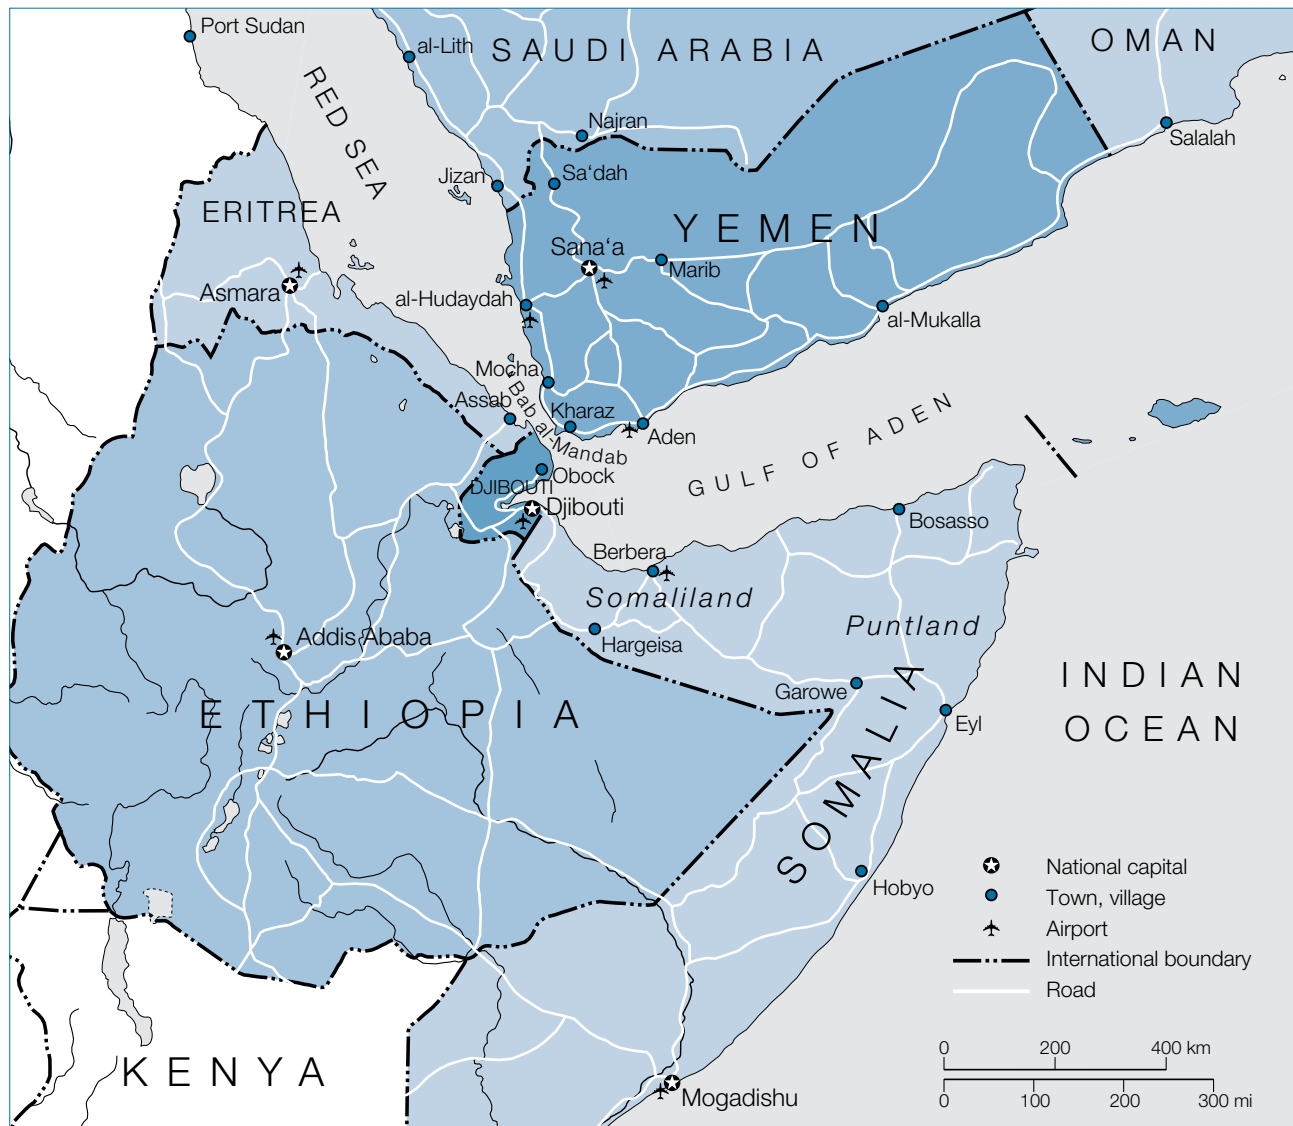 Port Sudan
al-Lith
SAUDI ARABIA
OMAN
RED SEA
Najran
Salalah
Jizan
Sa‘dah
ERITREA
YEMEN
Sana‘a
Marib
Asmara
al-Hudaydah
al-Mukalla
Mocha
Assab
Bab al-Mandab
Kharaz
Aden
GULF OF ADEN
Obock
DJIBOUTI
Djibouti
Bosasso
Berbera
Somaliland
Puntland
Addis Ababa
Hargeisa
Garowe
INDIAN
OCEAN
ETHIOPIA
Eyl
SOMALIA
Hobyo
National capital
Town, village
Airport
International boundary
Road
KENYA
Mogadishu
0 200 400 km
0 100 200 300 mi